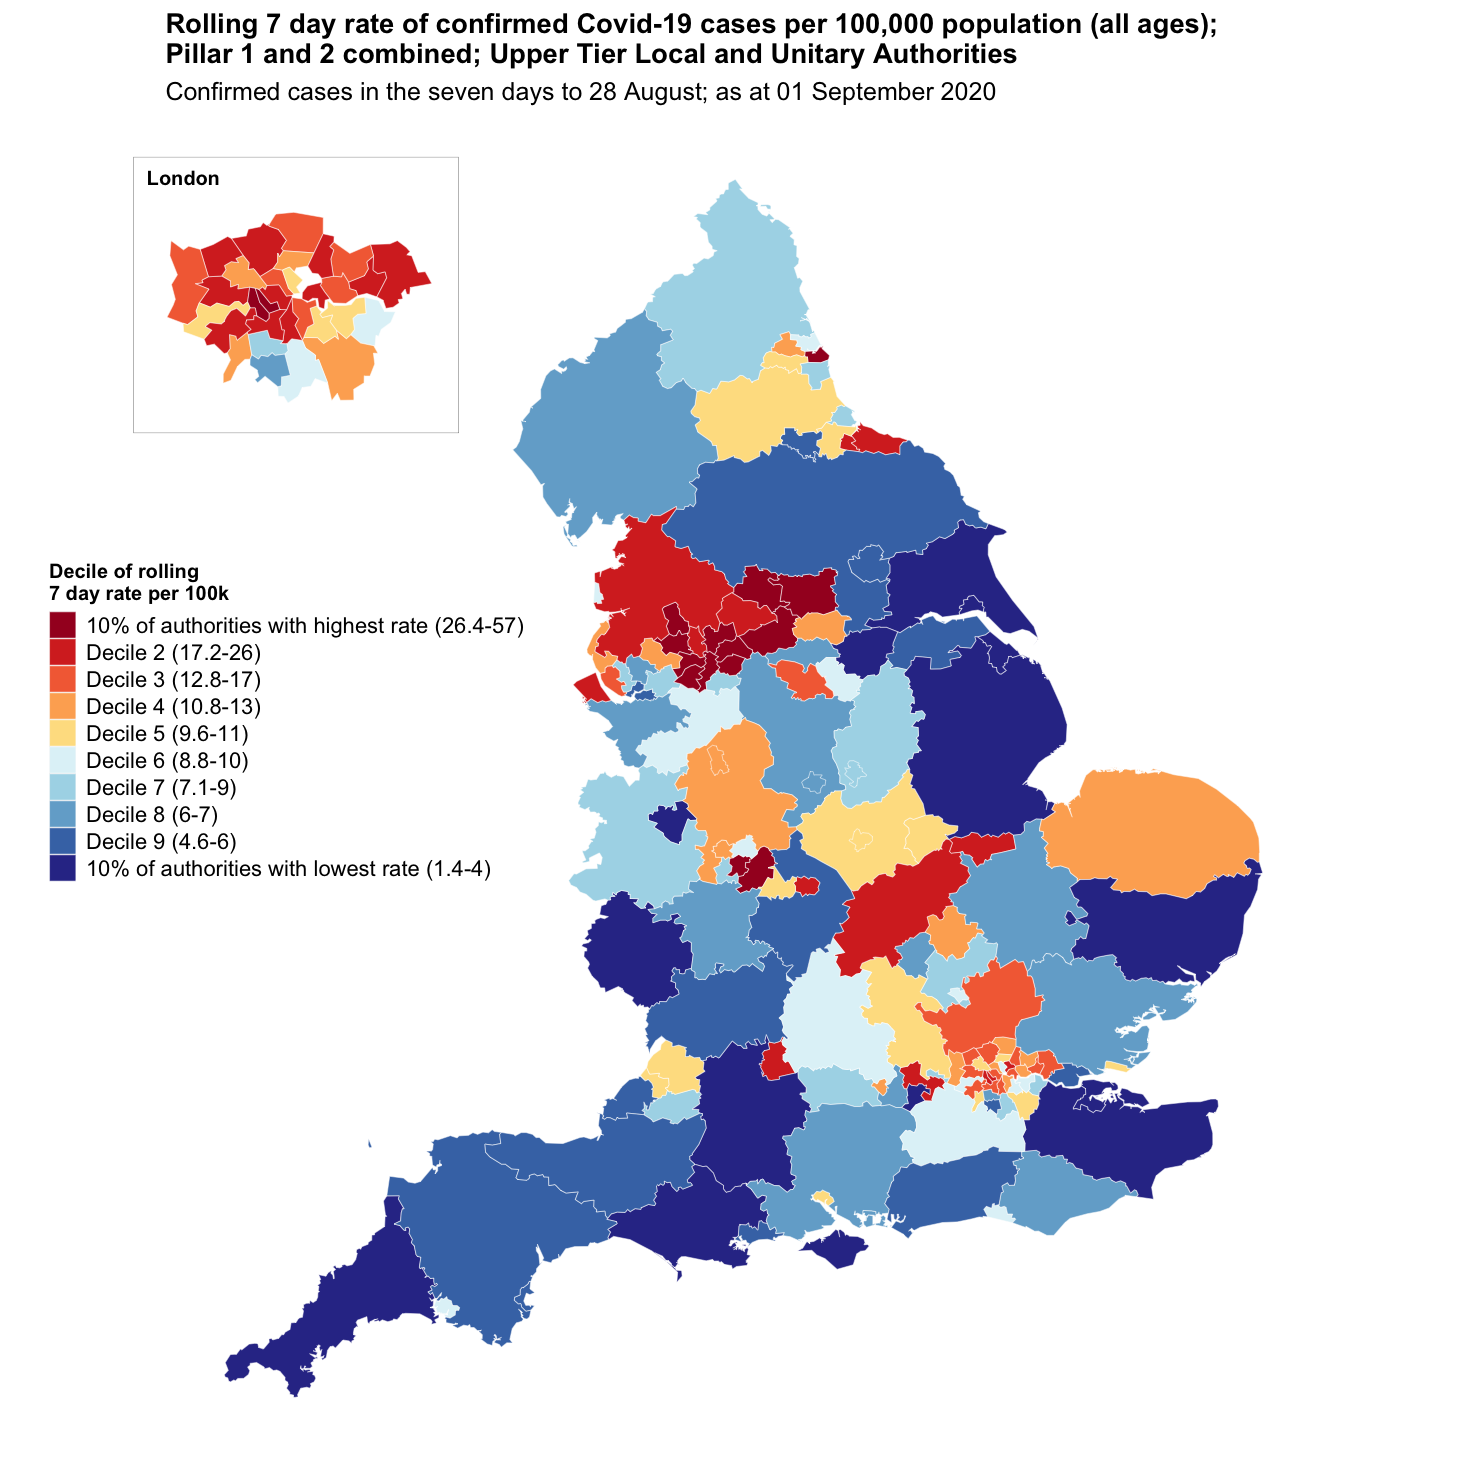 Rolling 7 day rate of confirmed Covid-19 cases per 100,000 population (all ages);
Pillar 1 and 2 combined; Upper Tier Local and Unitary Authorities
Confirmed cases in the seven days to 28 August; as at 01 September 2020
London
Decile of rolling
7 day rate per 100k
10% of authorities with highest rate (26.4-57)
Decile 2 (17.2-26)
Decile 3 (12.8-17)
Decile 4 (10.8-13)
Decile 5 (9.6-11)
Decile 6 (8.8-10)
Decile 7 (7.1-9)
Decile 8 (6-7)
Decile 9 (4.6-6)
10% of authorities with lowest rate (1.4-4)